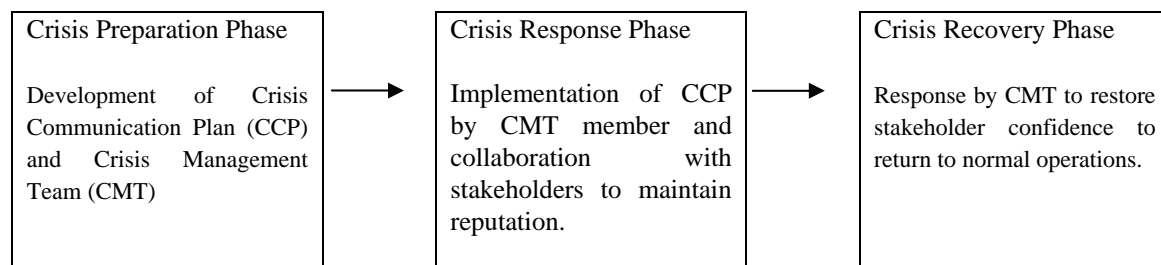 Crisis Preparation Phase
Development of Crisis
Communication Plan (CCP)
and Crisis Management
Team (CMT)
Crisis Response Phase
Implementation of CCP
by CMT member and
collaboration with
stakeholders to maintain
reputation.
Crisis Recovery Phase
Response by CMT to restore
stakeholder confidence to
return to normal operations.